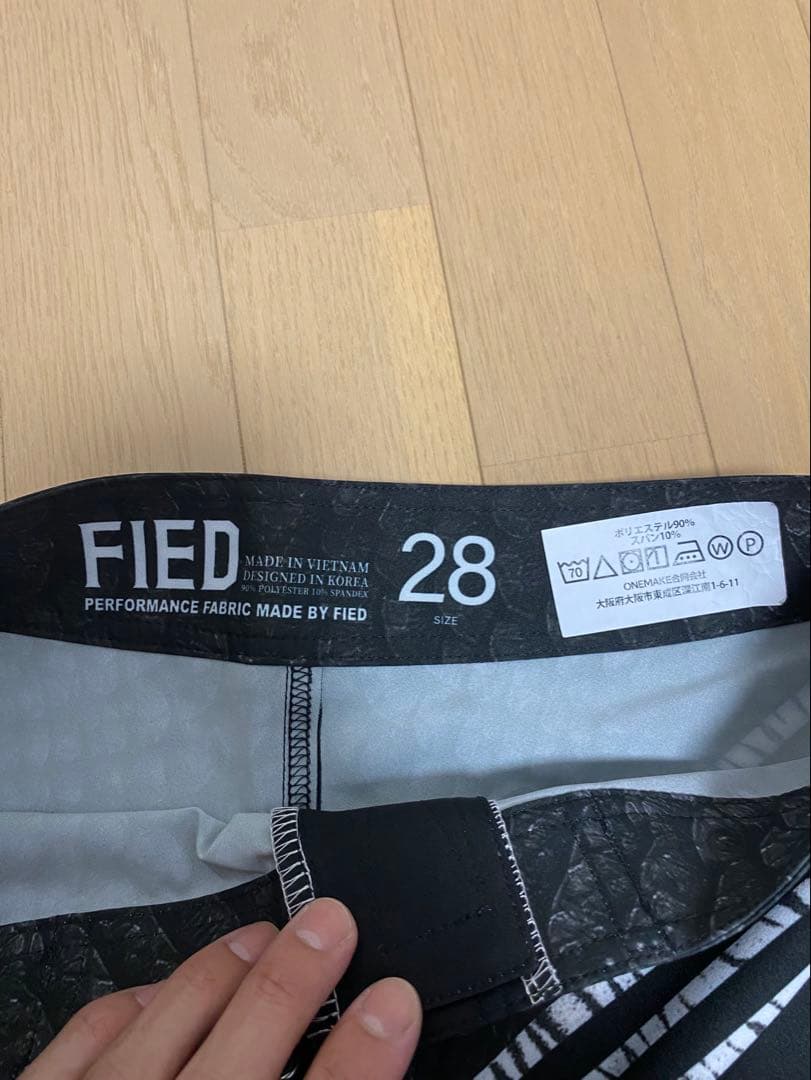 FIED
MADE IN VIETNAM
DESIGNED IN KOREA
90% POLYESTER 10% SPANDEX
PERFORMANCE FABRIC MADE BY FIED
28
SIZE
ポリエステル90%
スパン10%
70 1 W P
ONEMAKE合同会社
大阪府大阪市東成区深江南1-6-11